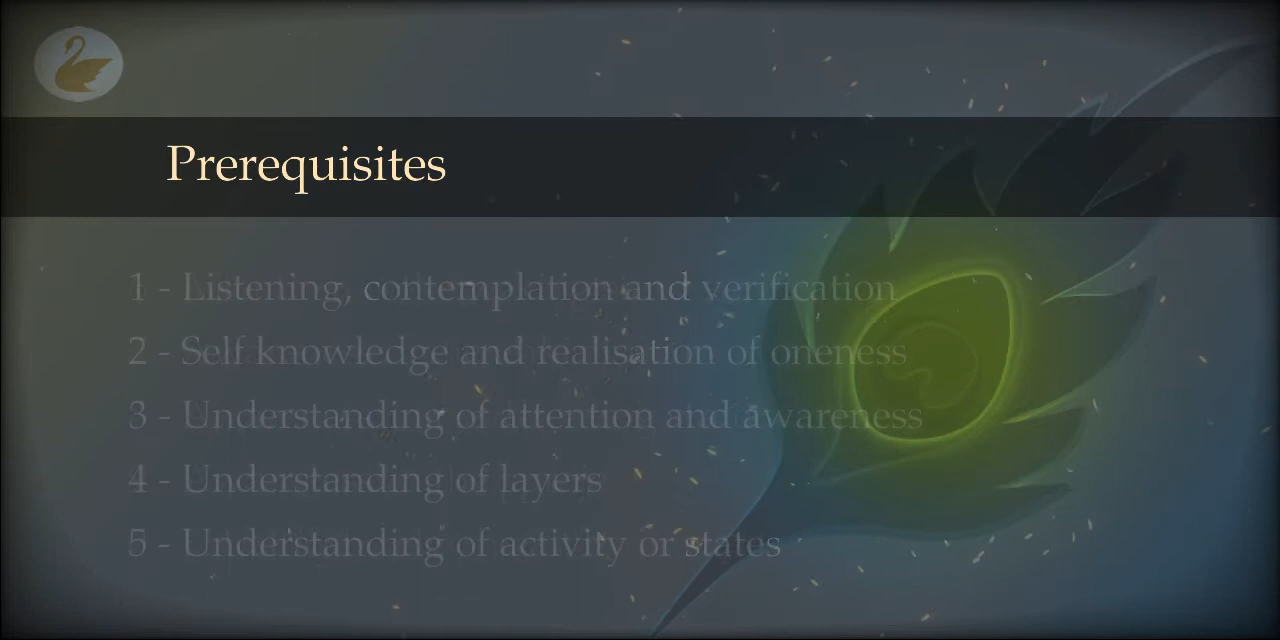 Prerequisites
1 - Listening, contemplation and verification
2 - Self knowledge and realisation of oneness
3 - Understanding of attention and awareness
4 - Understanding of layers
5 - Understanding of activity or states